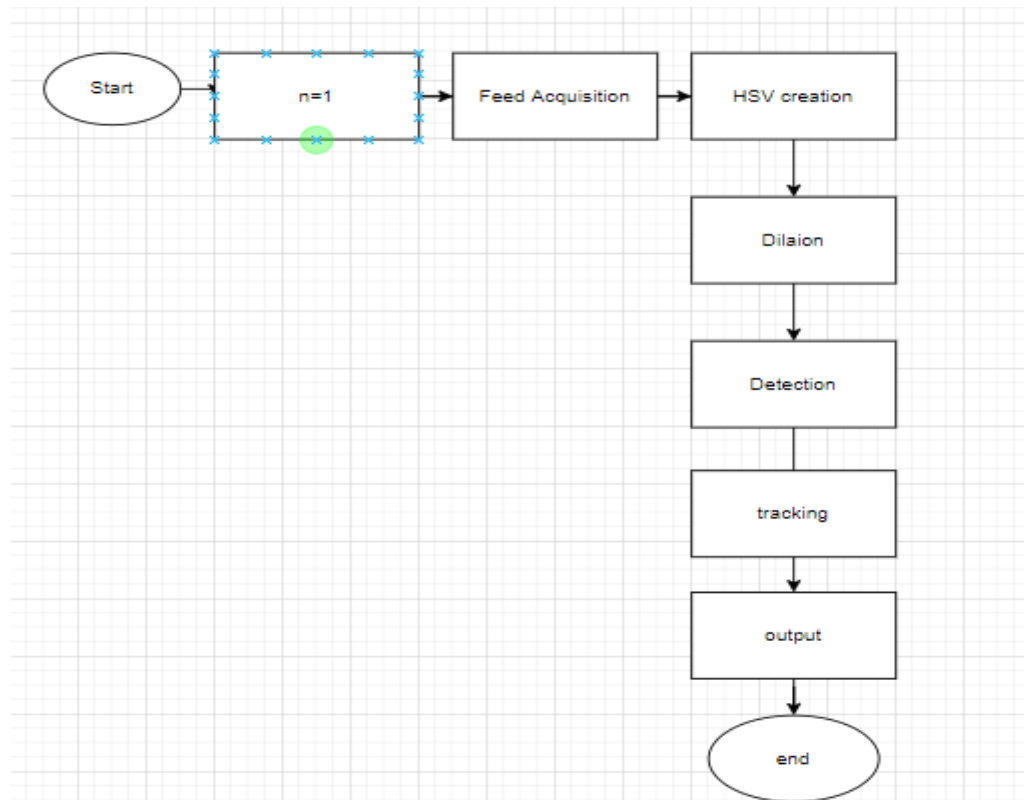 Start
n=1
Feed Acquisition
HSV creation
Dilaion
Detection
tracking
output
end